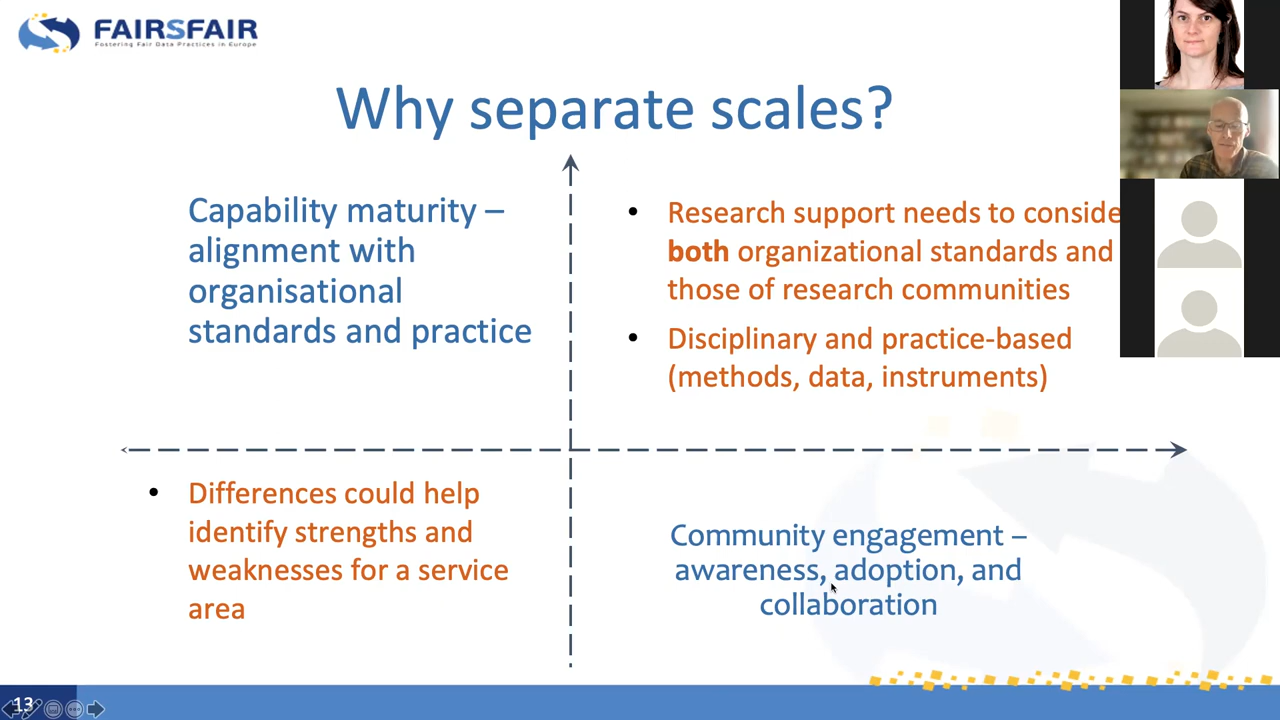 FAIRSFAIR
Fostering Fair Data Practices in Europe
Why separate scales?
Capability maturity –
alignment with
organisational
standards and practice
• Research support needs to conside
both organizational standards and
those of research communities
• Disciplinary and practice-based
(methods, data, instruments)
• Differences could help
identify strengths and
weaknesses for a service
area
Community engagement –
awareness, adoption, and
collaboration
13